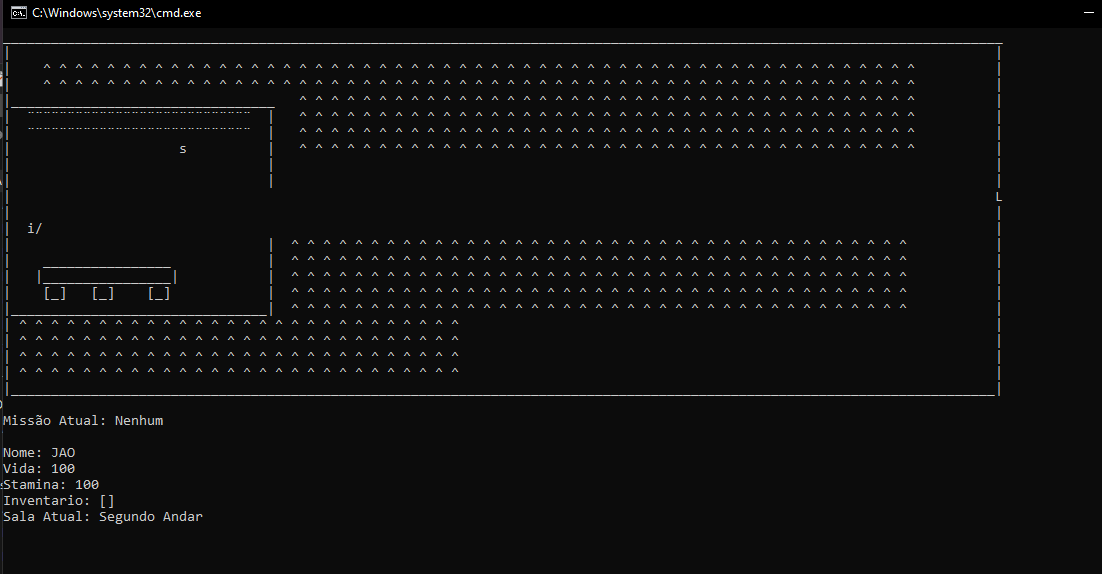 C:\Windows\system32\cmd.exe
s
L
i/
[_] [_] [_]
Missão Atual: Nenhum
Nome: JAO
Vida: 100
Stamina: 100
Inventario: []
Sala Atual: Segundo Andar